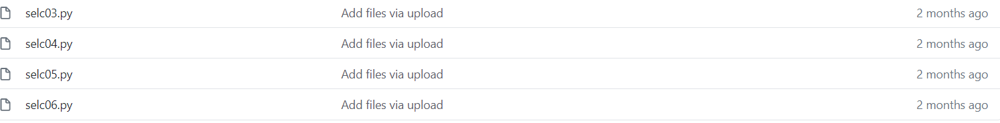 selc03.py Add files via upload 2 months ago
selc04.py Add files via upload 2 months ago
selc05.py Add files via upload 2 months ago
selc06.py Add files via upload 2 months ago